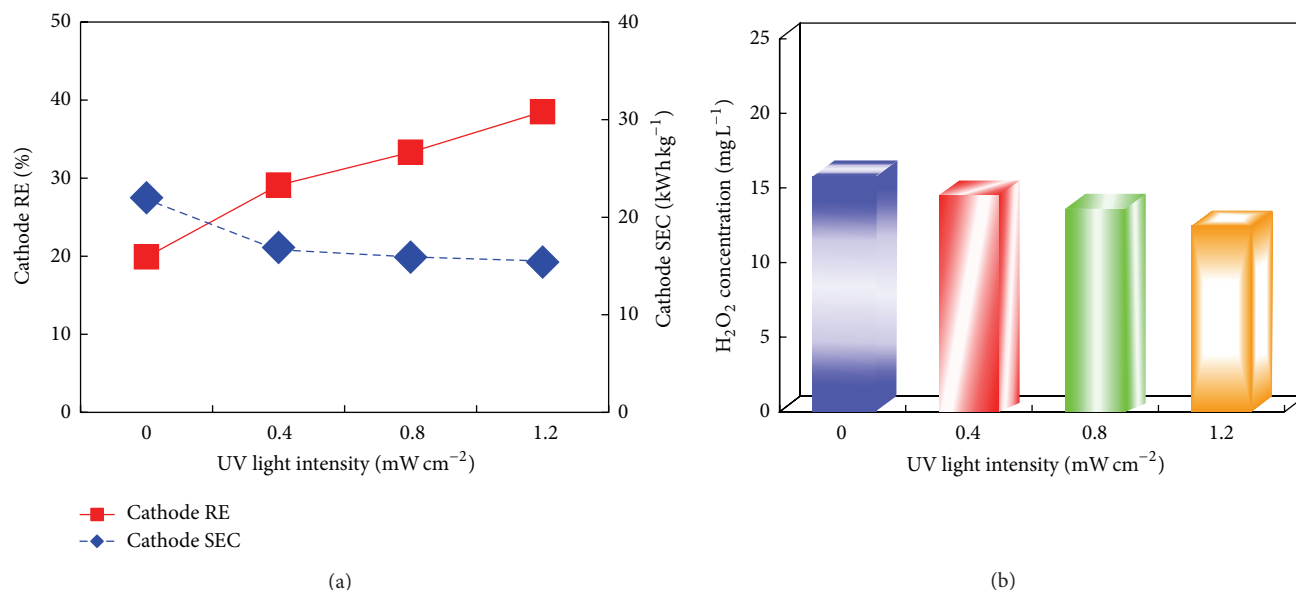 50
40
30
20
10
0
Cathode RE (%)
40
30
20
10
0
Cathode SEC (kWh kg⁻¹)
0 0.4 0.8 1.2
UV light intensity (mW cm⁻²)
Cathode RE
Cathode SEC
(a)
25
20
15
10
5
0
H₂O₂ concentration (mg L⁻¹)
0 0.4 0.8 1.2
UV light intensity (mW cm⁻²)
(b)